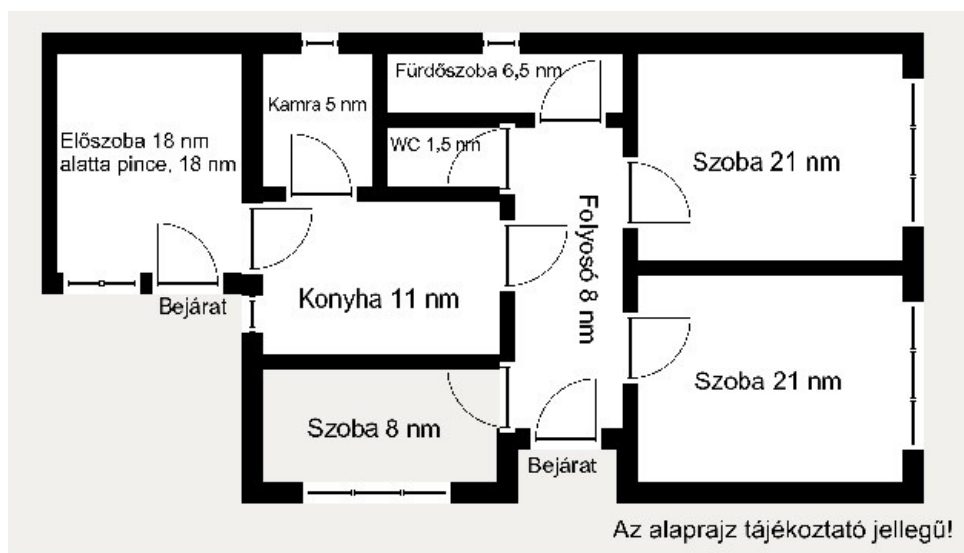 Fürdőszoba 6,5 nm
Kamra 5 nm
Előszoba 18 nm
alatta pince, 18 nm
WC 1,5 nm
Szoba 21 nm
Folyosó 8 nm
Konyha 11 nm
Bejárat
Szoba 21 nm
Szoba 8 nm
Bejárat
Az alaprajz tájékoztató jellegű!